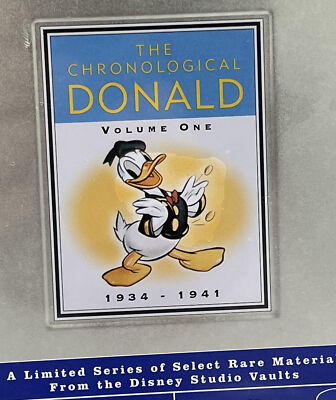 THE
CHRONOLOGICAL
DONALD
VOLUME ONE
1934 - 1941
A Limited Series of Select Rare Materia
From the Disney Studio Vaults